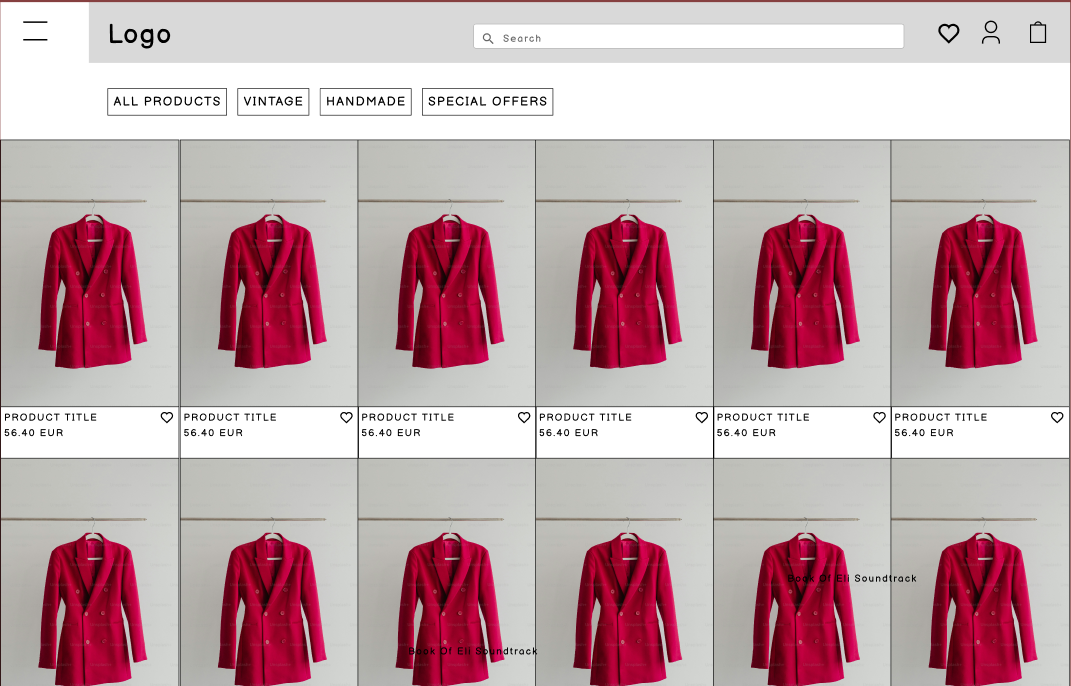 Logo
Search
ALL PRODUCTS
VINTAGE
HANDMADE
SPECIAL OFFERS
PRODUCT TITLE
56.40 EUR
PRODUCT TITLE
56.40 EUR
PRODUCT TITLE
56.40 EUR
PRODUCT TITLE
56.40 EUR
PRODUCT TITLE
56.40 EUR
PRODUCT TITLE
56.40 EUR
Book Of Eli Soundtrack
Book Of Eli Soundtrack